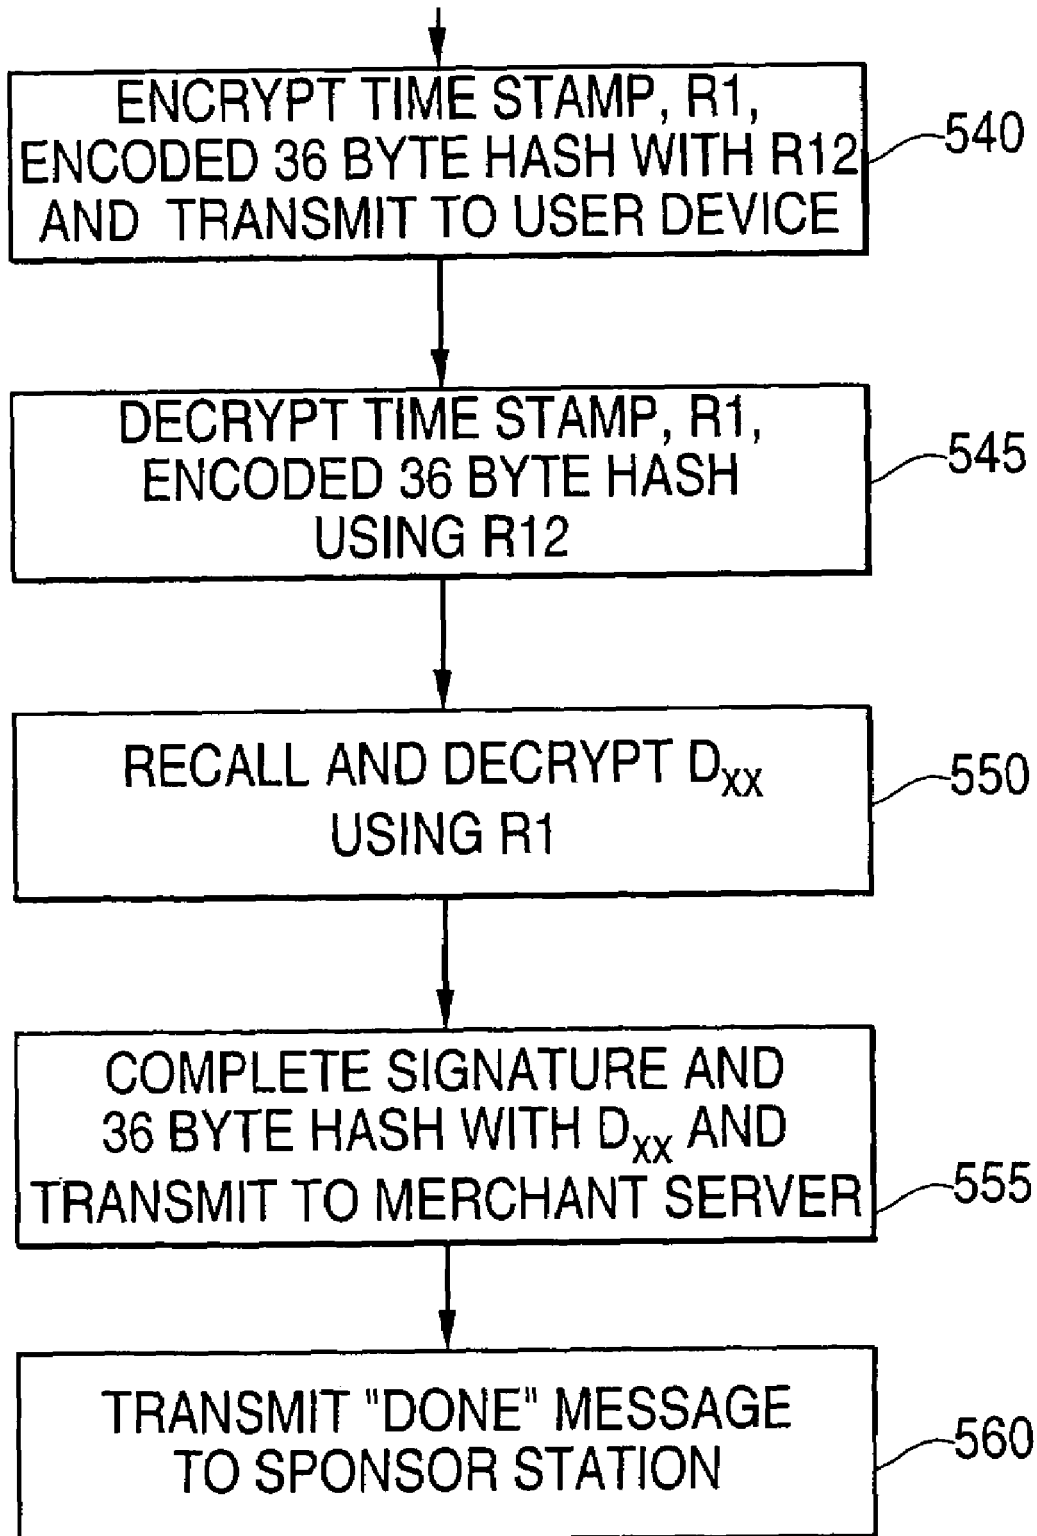 ENCRYPT TIME STAMP, R1,
ENCODED 36 BYTE HASH WITH R12
AND TRANSMIT TO USER DEVICE
540
DECRYPT TIME STAMP, R1,
ENCODED 36 BYTE HASH
USING R12
545
RECALL AND DECRYPT DXX
USING R1
550
COMPLETE SIGNATURE AND
36 BYTE HASH WITH DXX AND
TRANSMIT TO MERCHANT SERVER
555
TRANSMIT "DONE" MESSAGE
TO SPONSOR STATION
560